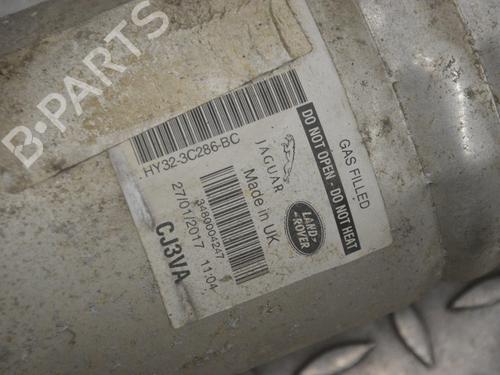 B-PARTS
HY32-3C286-BC
27/01/2017 11:04
CJ3VA
3480004247
JAGUAR
Made in UK
LAND
ROVER
DO NOT OPEN - DO NOT HEAT
GAS FILLED